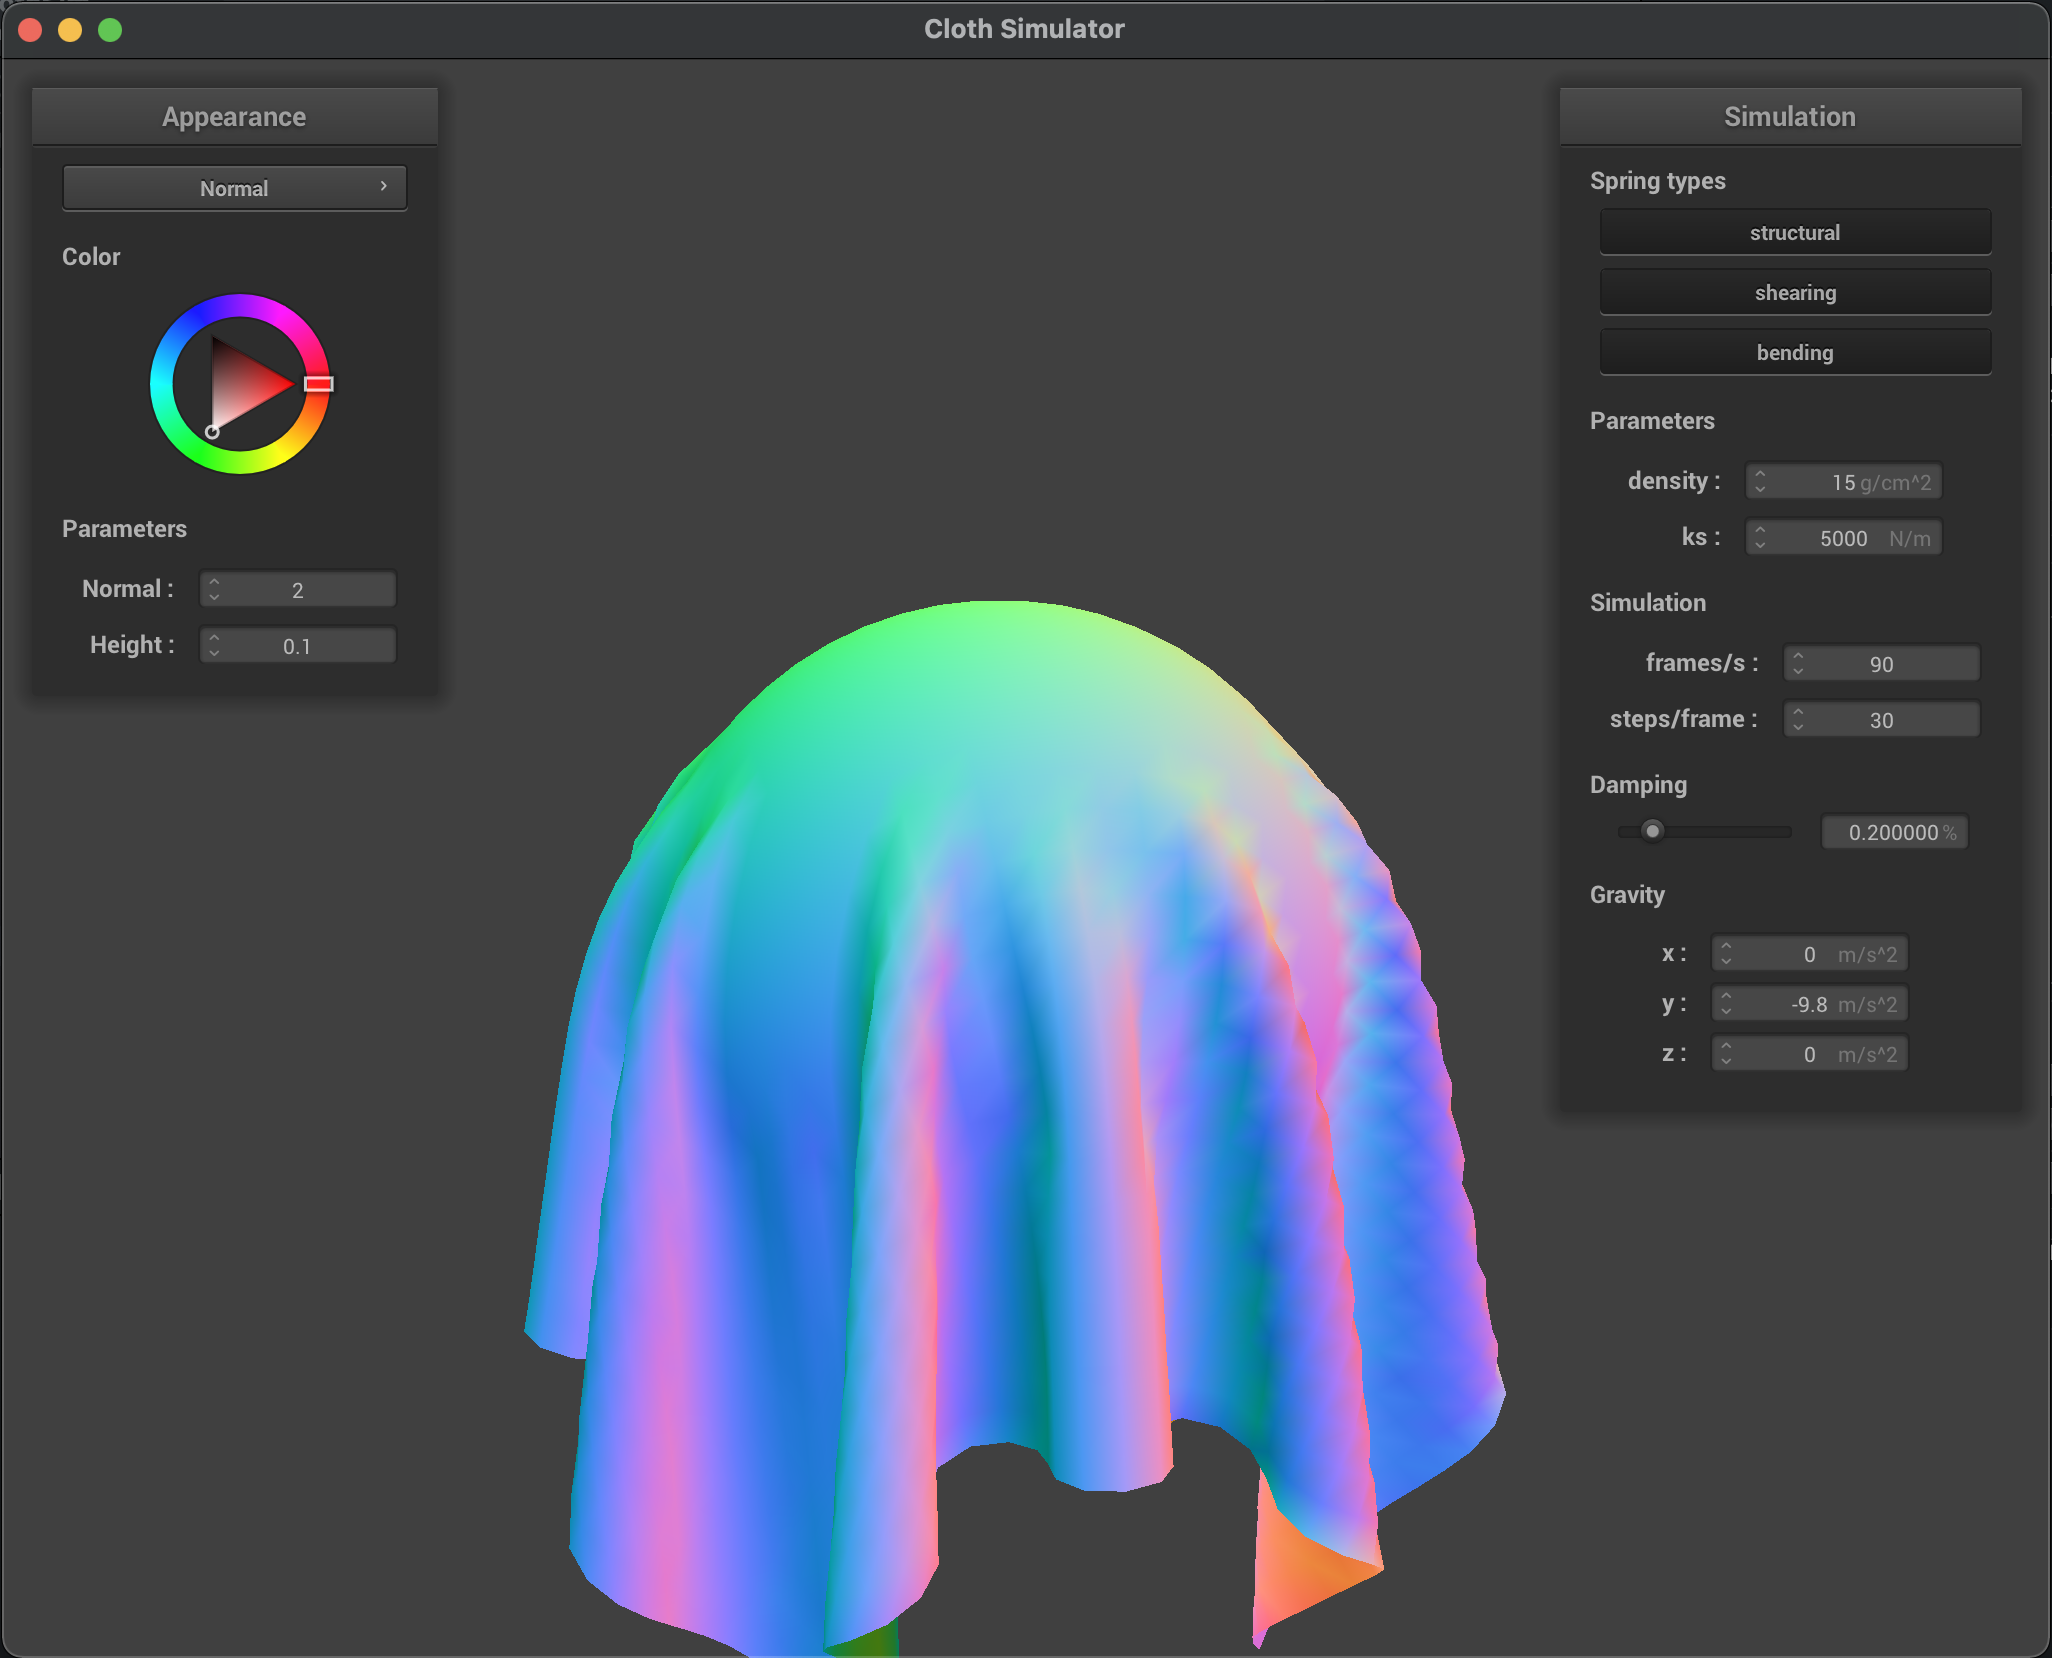 Cloth Simulator
Appearance
Normal
Color
Parameters
Normal : 2
Height : 0.1
Simulation
Spring types
structural
shearing
bending
Parameters
density : 15 g/cm^2
ks : 5000 N/m
Simulation
frames/s : 90
steps/frame : 30
Damping
0.200000 %
Gravity
x : 0 m/s^2
y : -9.8 m/s^2
z : 0 m/s^2